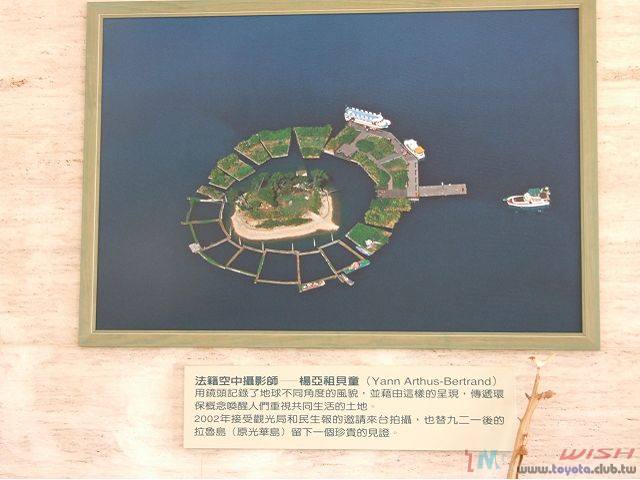 法籍空中攝影師——楊亞祖貝童（Yann Arthus-Bertrand）
用鏡頭記錄了地球不同角度的風貌，並藉由這樣的呈現，傳遞環
保概念喚醒人們重視共同生活的土地。
2002年接受觀光局和民生報的邀請來台拍攝，也替九二一後的
拉魯島（原光華島）留下一個珍貴的見證。
WISH
www.toyota.club.tw